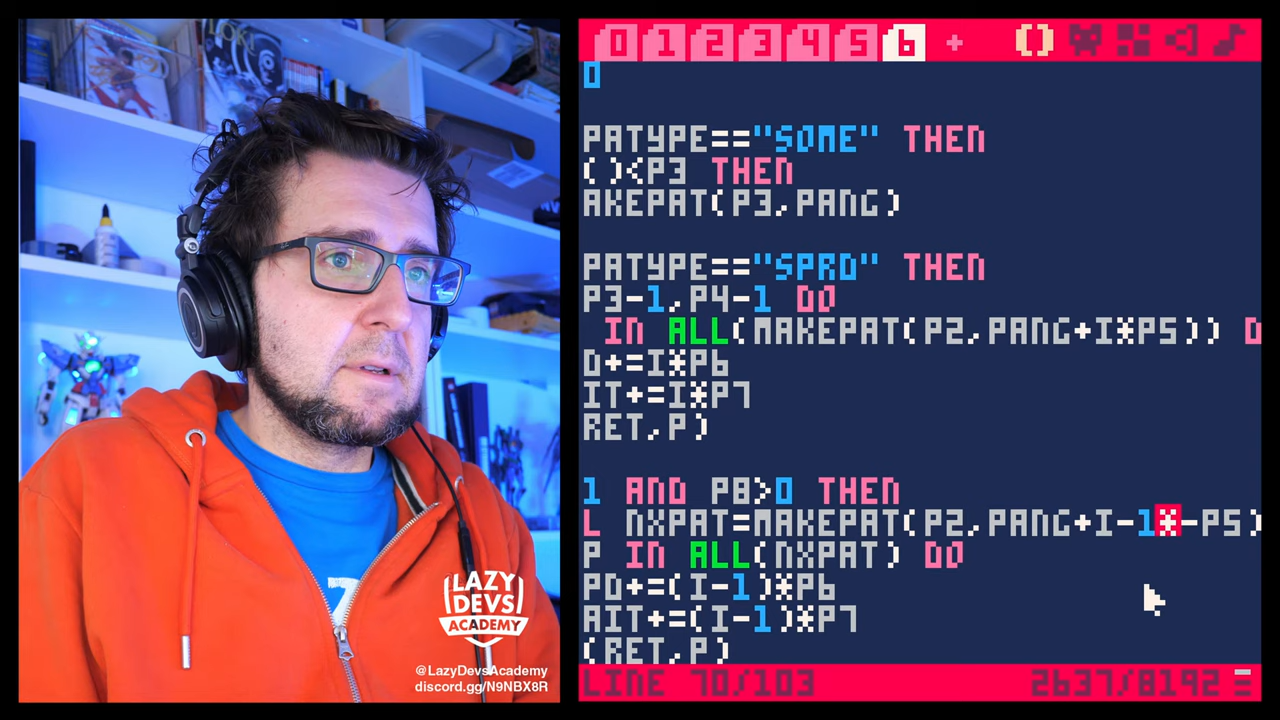 LOKI
LAZY
DEVS
ACADEMY
@LazyDevsAcademy
discord.gg/N9NBX8R
0 1 2 3 4 5 6 + ()
0
PATYPE=="SOME" THEN
()<P3 THEN
AKEPAT(P3,PANG)
PATYPE=="SPRD" THEN
P3-1,P4-1 DO
IN ALL(MAKEPAT(P2,PANG+I*P5)) D
D+=I*P6
IT+=I*P7
RET,P)
1 AND P8>0 THEN
L NXPAT=MAKEPAT(P2,PANG+I-1*-P5)
P IN ALL(NXPAT) DO
PD+=(I-1)*P6
AIT+=(I-1)*P7
(RET,P)
LINE 70/103
2637/8192